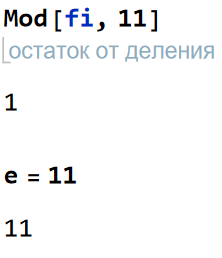 Mod[fi, 11]
остаток от деления
1
e = 11
11